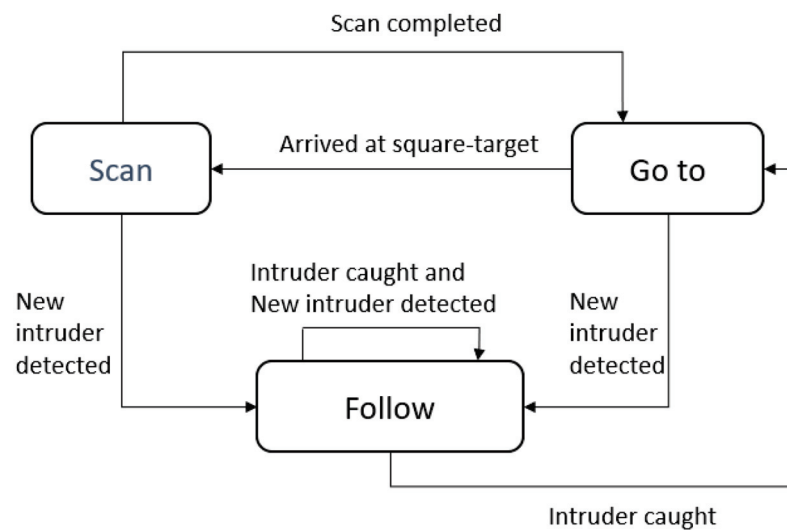 Scan completed
Arrived at square-target
Scan
Go to
Intruder caught and
New intruder detected
New
intruder
detected
New
intruder
detected
Follow
Intruder caught